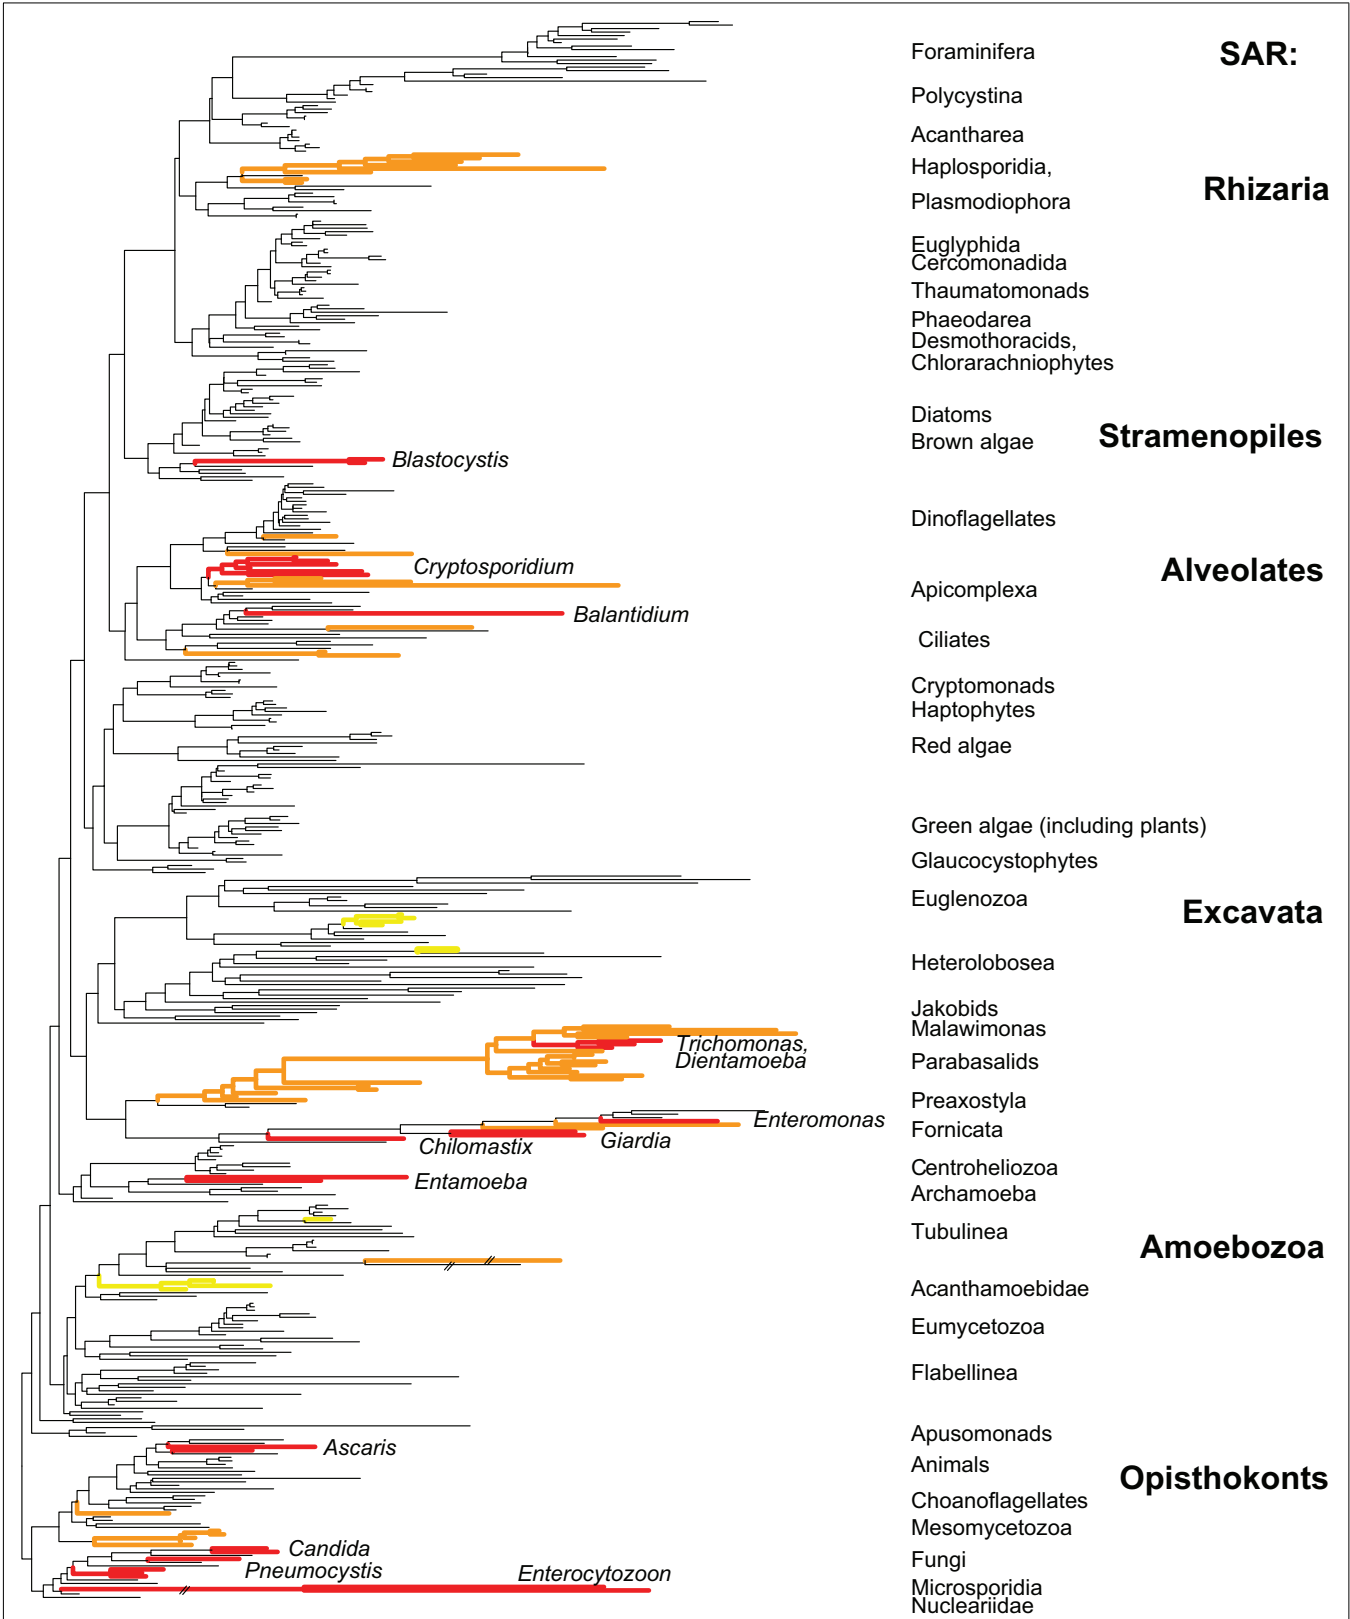 Foraminifera
SAR:
Polycystina
Acantharea
Haplosporidia,
Rhizaria
Plasmodiophora
Euglyphida
Cercomonadida
Thaumatomonads
Phaeodarea
Desmothoracids,
Chlorarachniophytes
Diatoms
Stramenopiles
Brown algae
Blastocystis
Dinoflagellates
Cryptosporidium
Alveolates
Apicomplexa
Balantidium
Ciliates
Cryptomonads
Haptophytes
Red algae
Green algae (including plants)
Glaucocystophytes
Euglenozoa
Excavata
Heterolobosea
Jakobids
Malawimonas
Trichomonas,
Dientamoeba
Parabasalids
Preaxostyla
Enteromonas
Fornicata
Giardia
Chilomastix
Centroheliozoa
Entamoeba
Archamoeba
Tubulinea
Amoebozoa
Acanthamoebidae
Eumycetozoa
Flabellinea
Apusomonads
Ascaris
Animals
Opisthokonts
Choanoflagellates
Mesomycetozoa
Candida
Fungi
Pneumocystis
Enterocytozoon
Microsporidia
Nucleariidae